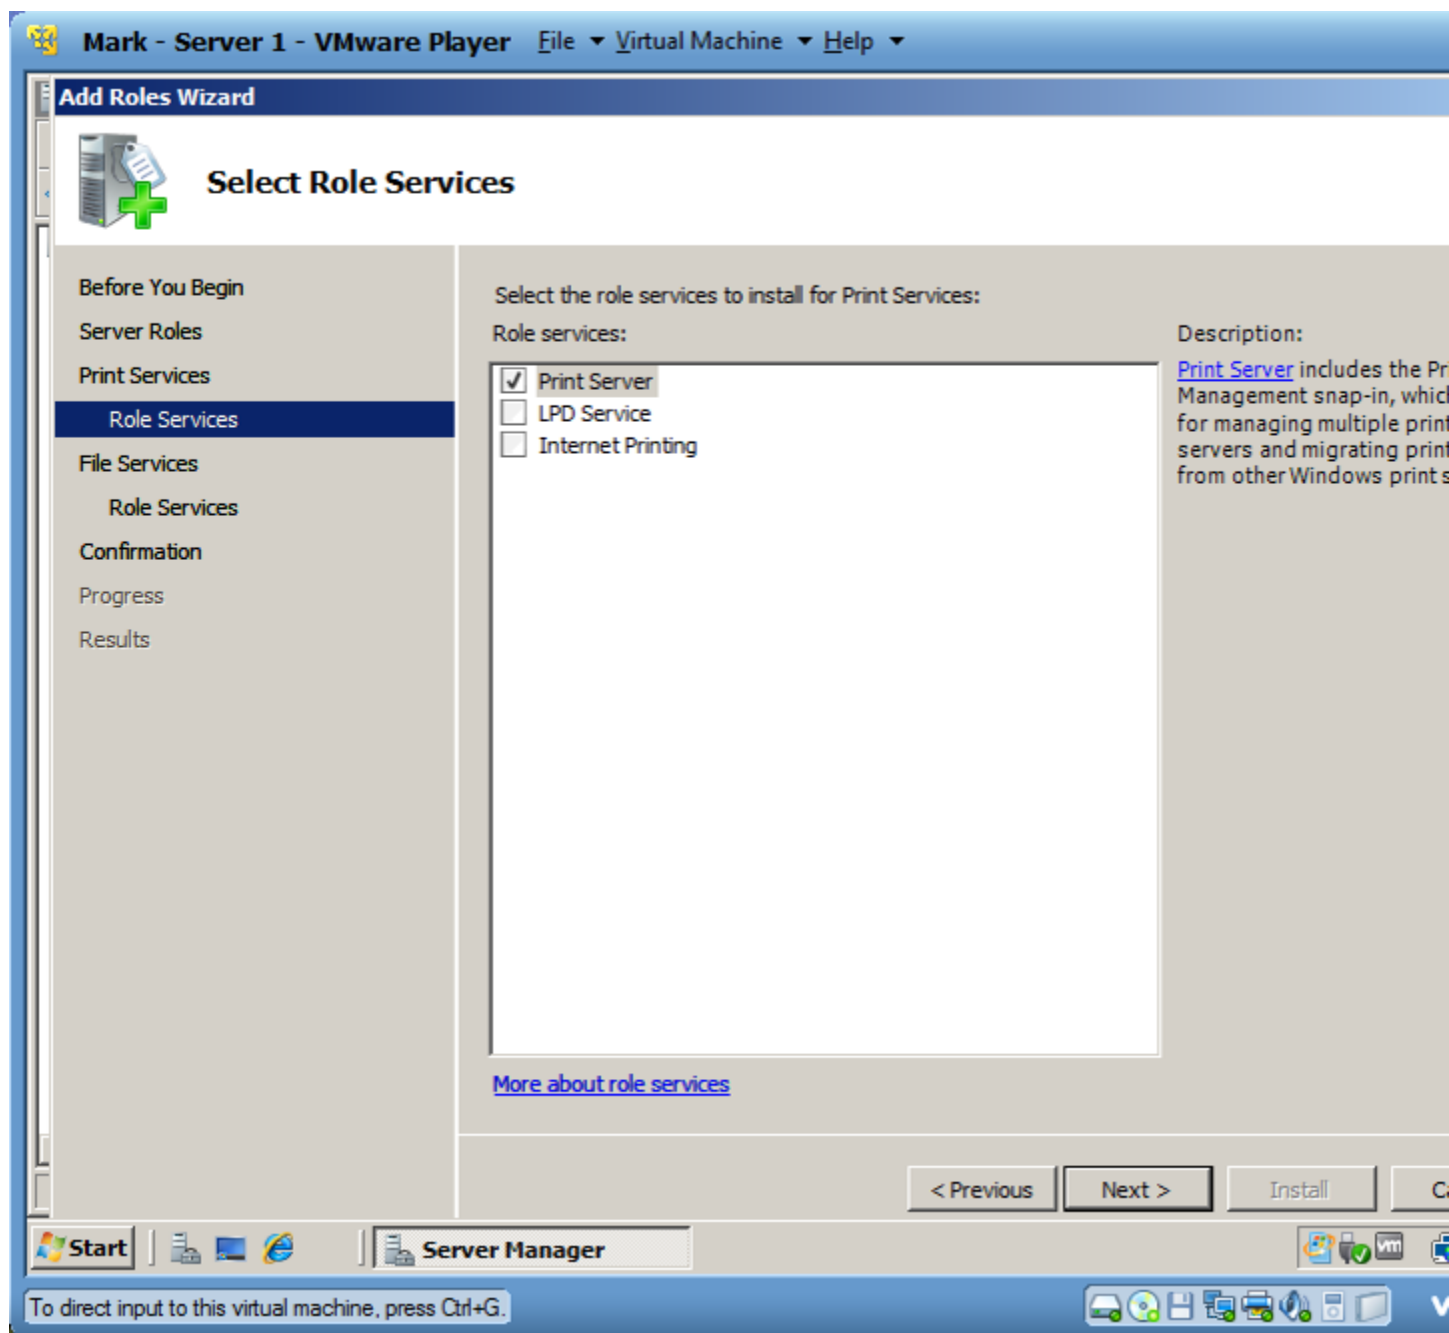 Mark - Server 1 - VMware Player File Virtual Machine Help
Add Roles Wizard
Select Role Services
Before You Begin
Server Roles
Print Services
Role Services
File Services
Role Services
Confirmation
Progress
Results
Select the role services to install for Print Services:
Role services:
Print Server
LPD Service
Internet Printing
More about role services
Description:
Print Server includes the Pri
Management snap-in, which
for managing multiple print
servers and migrating print
from other Windows print s
< Previous Next > Install Ca
Start Server Manager vm
To direct input to this virtual machine, press Ctrl+G.